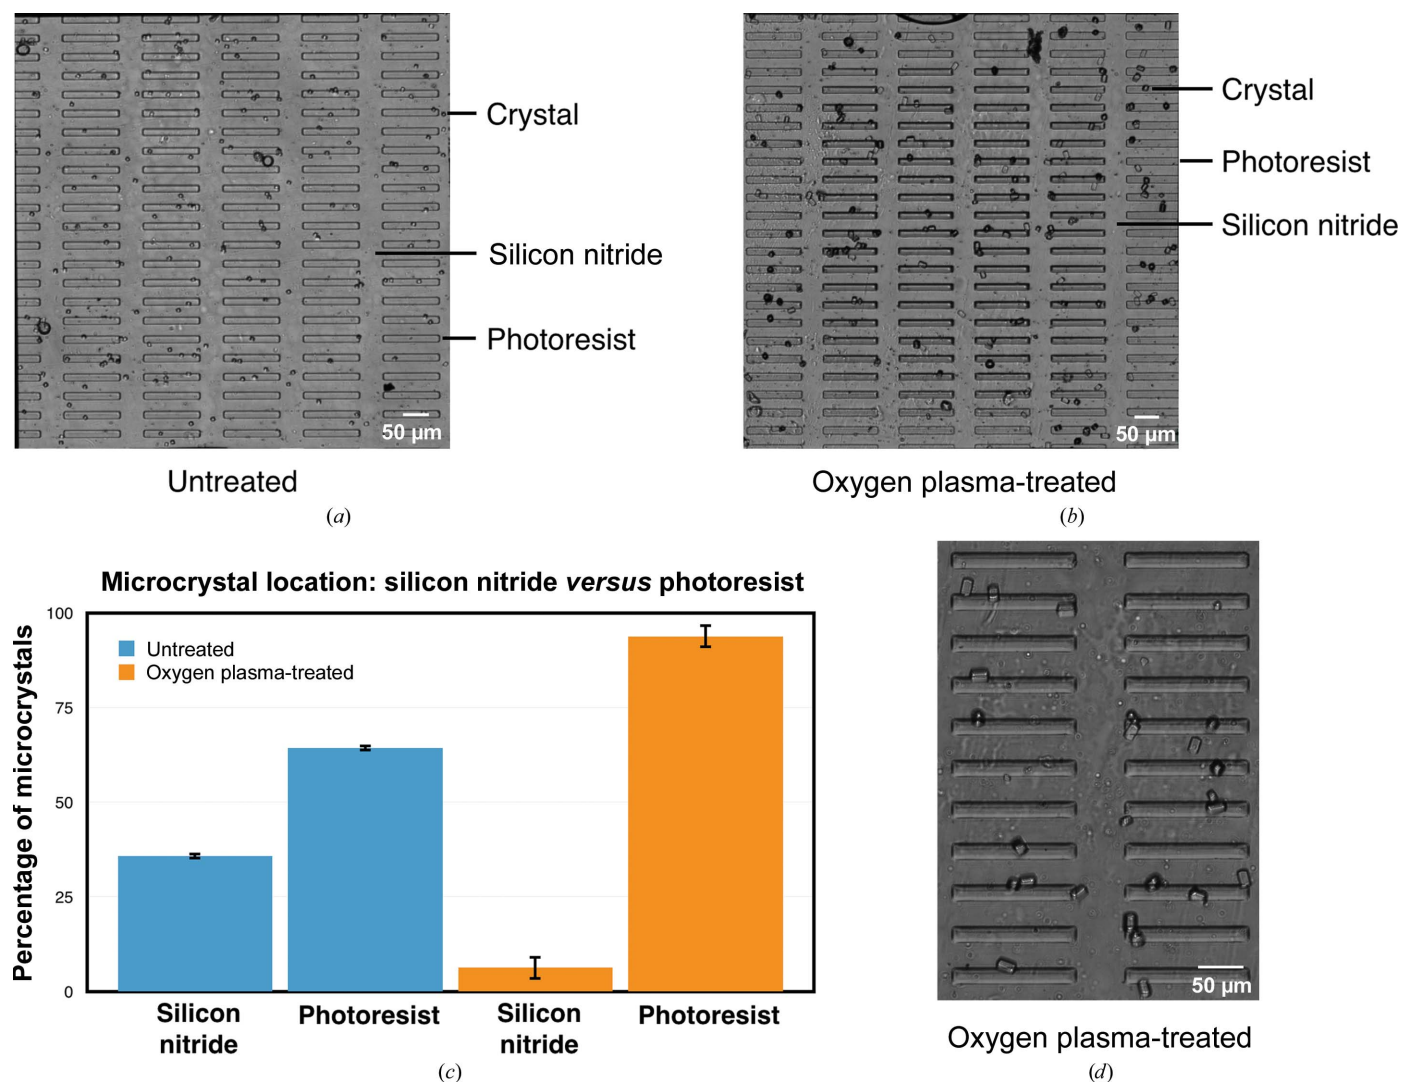 Crystal
Silicon nitride
Photoresist
50 µm
Untreated
(a)
Crystal
Photoresist
Silicon nitride
50 µm
Oxygen plasma-treated
(b)
Microcrystal location: silicon nitride versus photoresist
Percentage of microcrystals
100
75
50
25
0
Untreated
Oxygen plasma-treated
Silicon
nitride
Photoresist
Silicon
nitride
Photoresist
(c)
50 µm
Oxygen plasma-treated
(d)